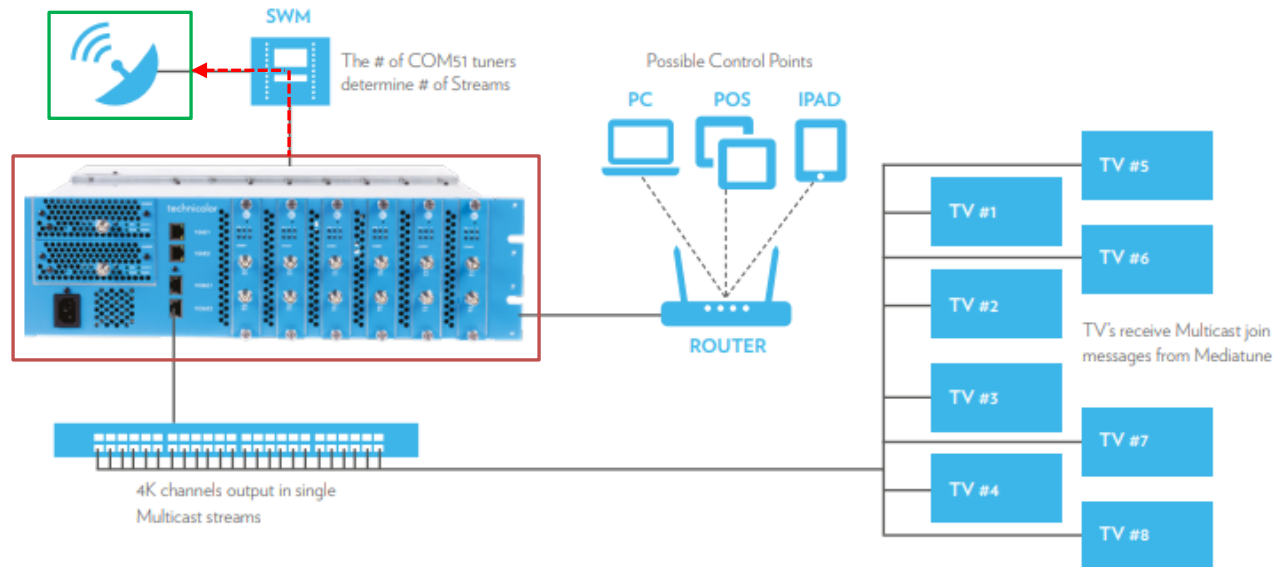 SWM
The # of COM51 tuners
determine # of Streams
Possible Control Points
PC
POS
IPAD
technicolor
ROUTER
TV #5
TV #1
TV #6
TV #2
TV's receive Multicast join
messages from Mediatune
TV #3
TV #7
TV #4
TV #8
4K channels output in single
Multicast streams